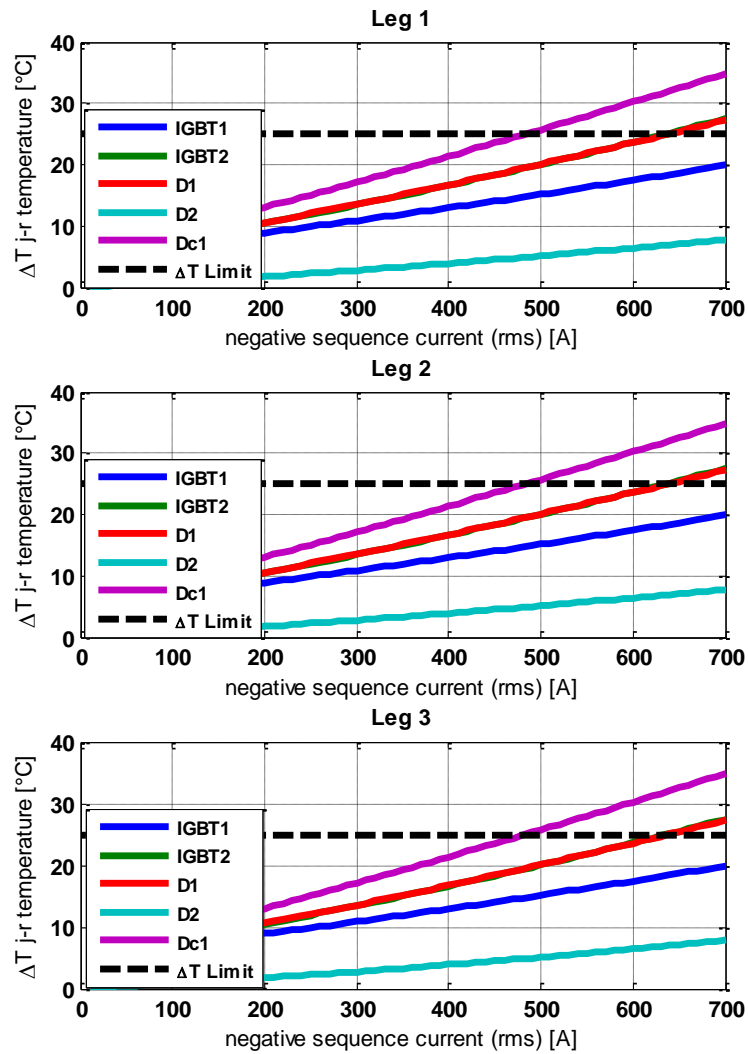 Leg 1
ΔT j-r temperature [°C]
40
30
20
10
0
IGBT1
IGBT2
D1
D2
Dc1
ΔT Limit
0 100 200 300 400 500 600 700
negative sequence current (rms) [A]
Leg 2
ΔT j-r temperature [°C]
40
30
20
10
0
IGBT1
IGBT2
D1
D2
Dc1
ΔT Limit
0 100 200 300 400 500 600 700
negative sequence current (rms) [A]
Leg 3
ΔT j-r temperature [°C]
40
30
20
10
0
IGBT1
IGBT2
D1
D2
Dc1
ΔT Limit
0 100 200 300 400 500 600 700
negative sequence current (rms) [A]